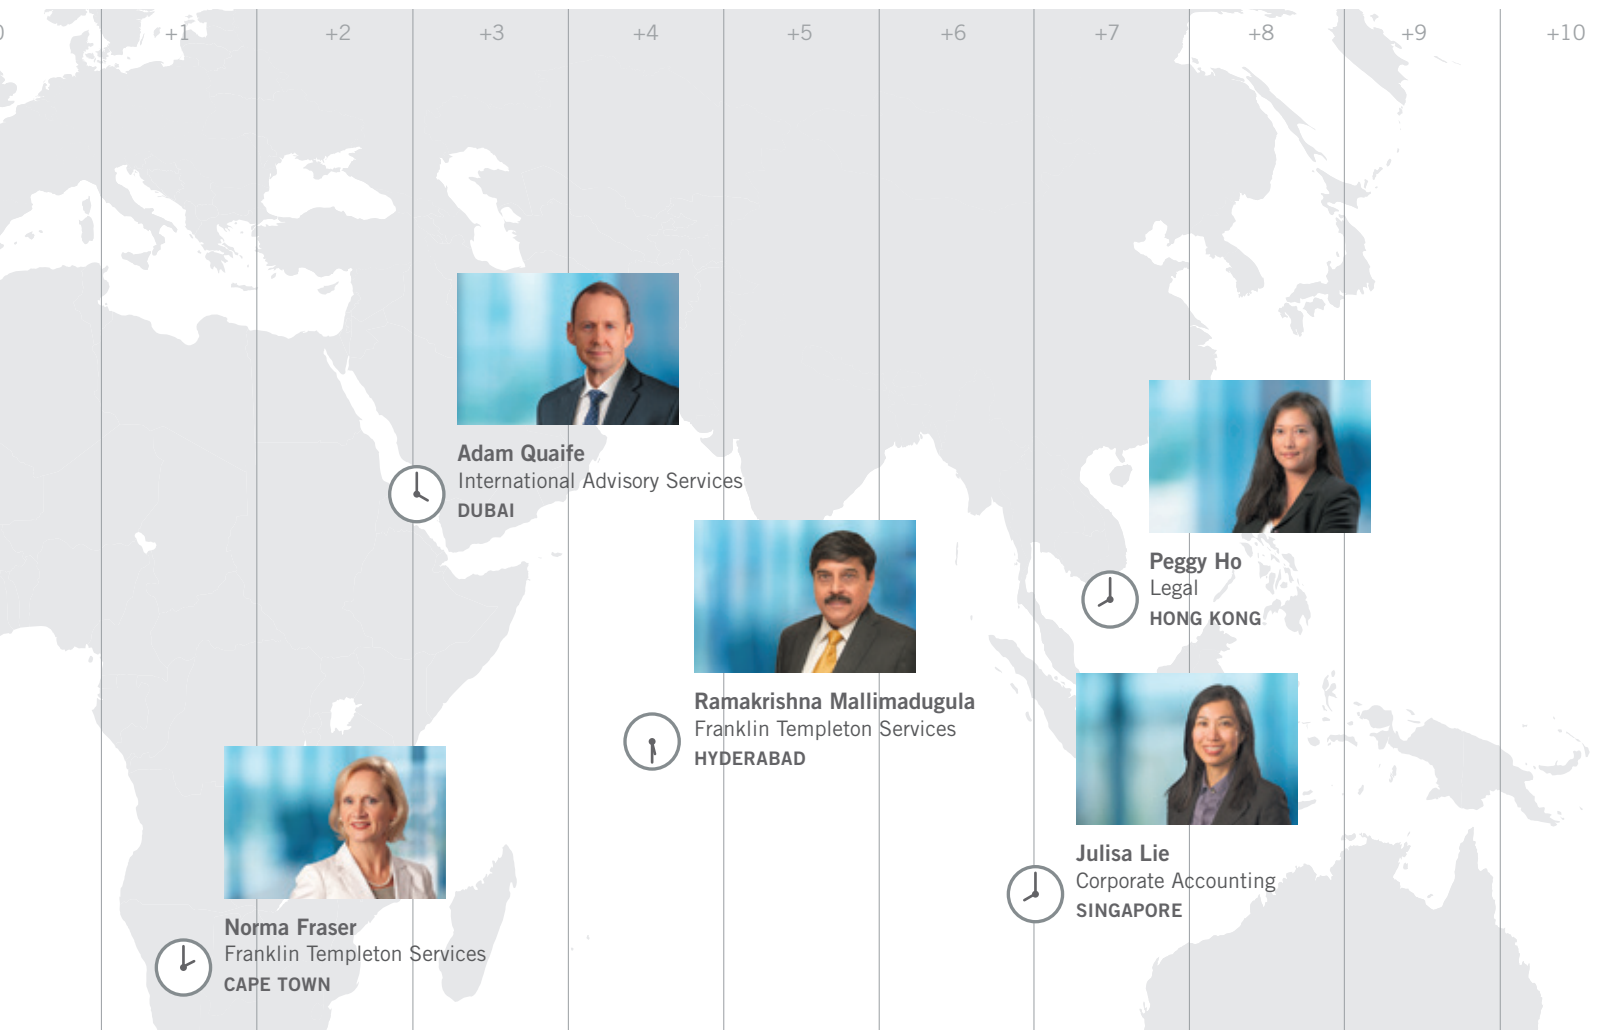 0
+1
+2
+3
+4
+5
+6
+7
+8
+9
+10
Adam Quaife
International Advisory Services
DUBAI
Peggy Ho
Legal
HONG KONG
Ramakrishna Mallimadugula
Franklin Templeton Services
HYDERABAD
Julisa Lie
Corporate Accounting
SINGAPORE
Norma Fraser
Franklin Templeton Services
CAPE TOWN